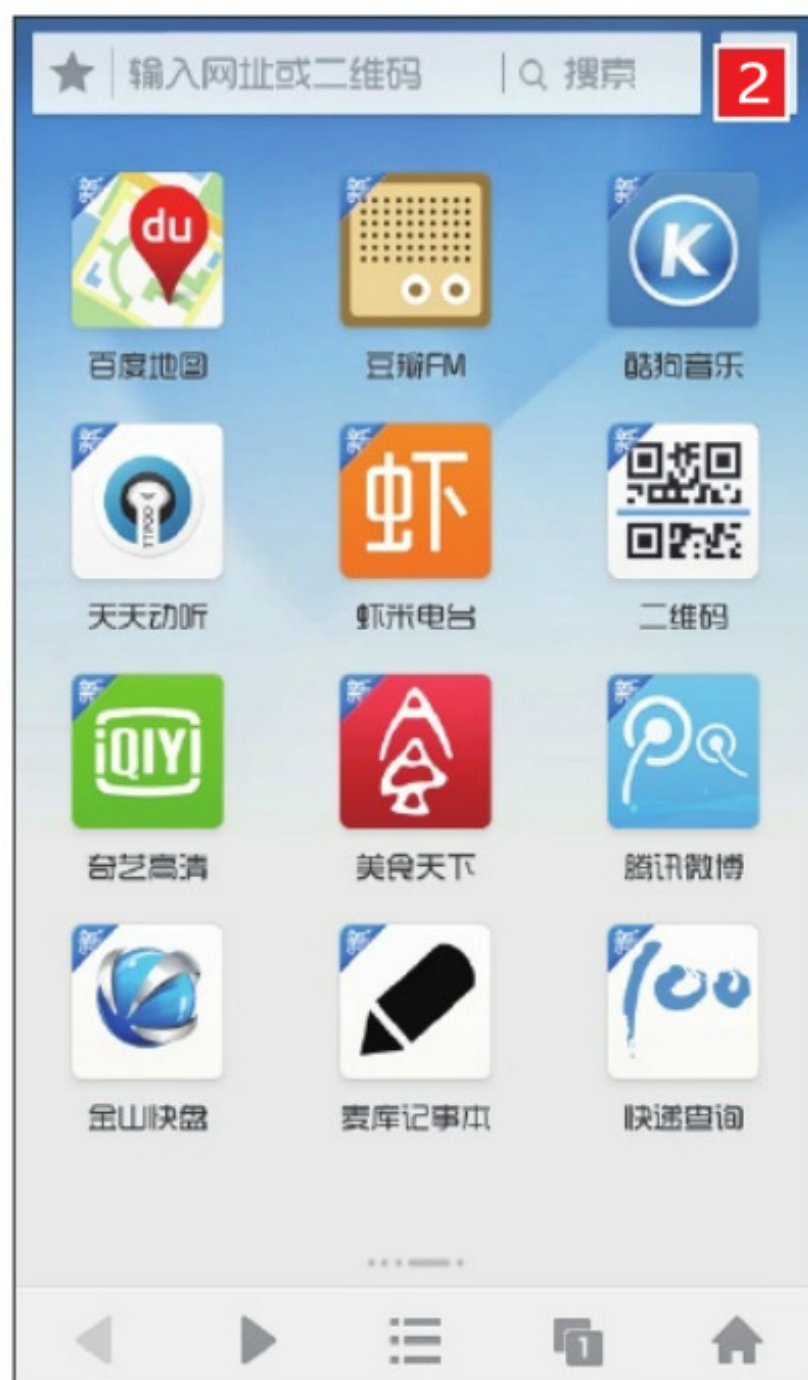 输入网址或二维码 搜索 2
du K
百度地图 豆瓣FM 酷狗音乐
TTPOD 虾
天天动听 虾米电台 二维码
iQIYI
奇艺高清 美食天下 腾讯微博
100
金山快盘 麦库记事本 快递查询
1